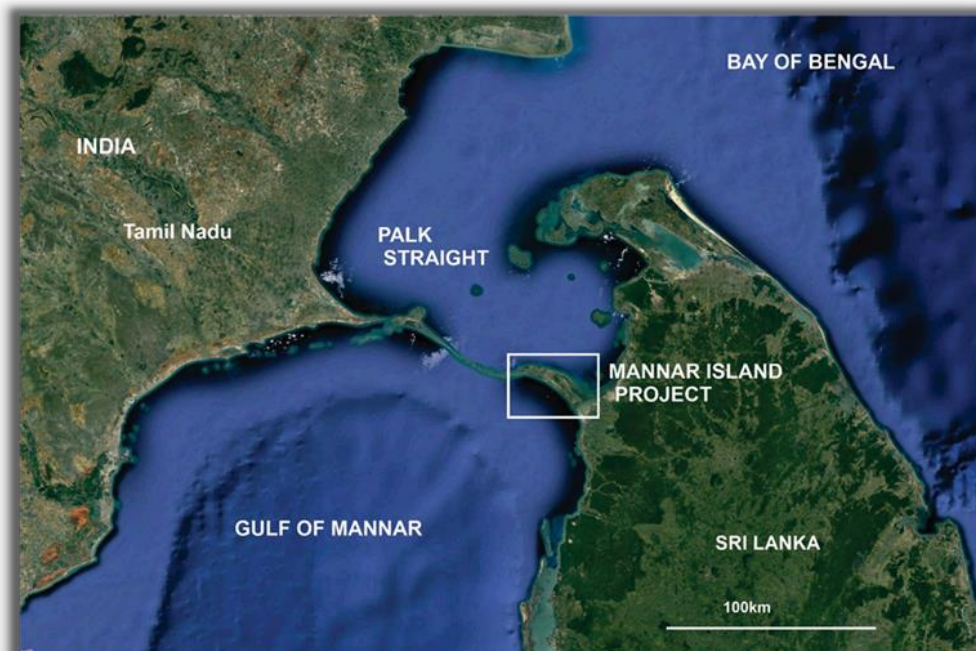 BAY OF BENGAL
INDIA
Tamil Nadu
PALK
STRAIGHT
MANNAR ISLAND
PROJECT
GULF OF MANNAR
SRI LANKA
100km